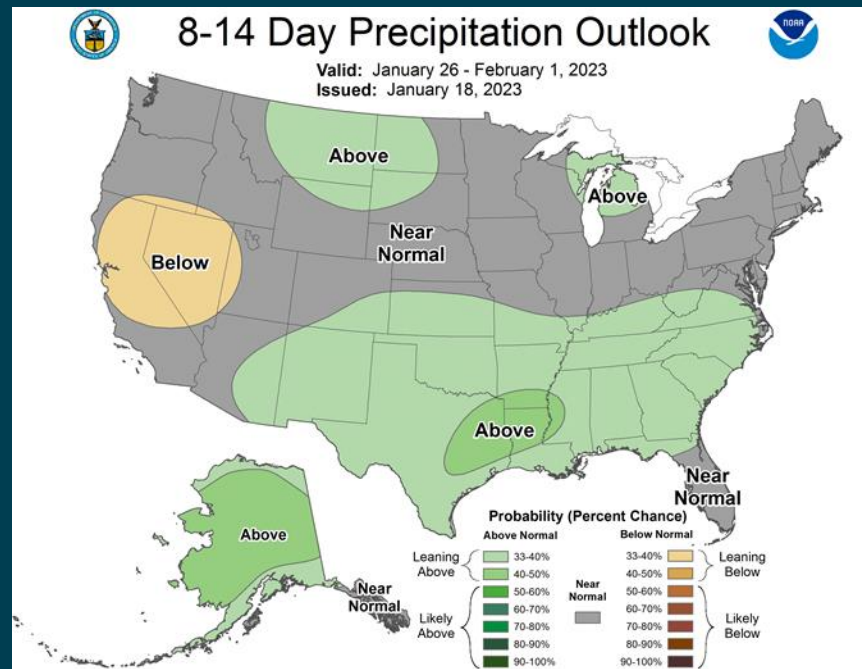 8-14 Day Precipitation Outlook
NOAA
Valid: January 26 - February 1, 2023
Issued: January 18, 2023
Above
Above
Near
Normal
Below
Above
Near
Normal
Above
Near
Normal
Probability (Percent Chance)
Above Normal
Below Normal
Leaning
Above
33-40%
40-50%
Likely
Above
50-60%
60-70%
70-80%
80-90%
90-100%
Near
Normal
33-40%
40-50%
Leaning
Below
50-60%
60-70%
70-80%
80-90%
90-100%
Likely
Below